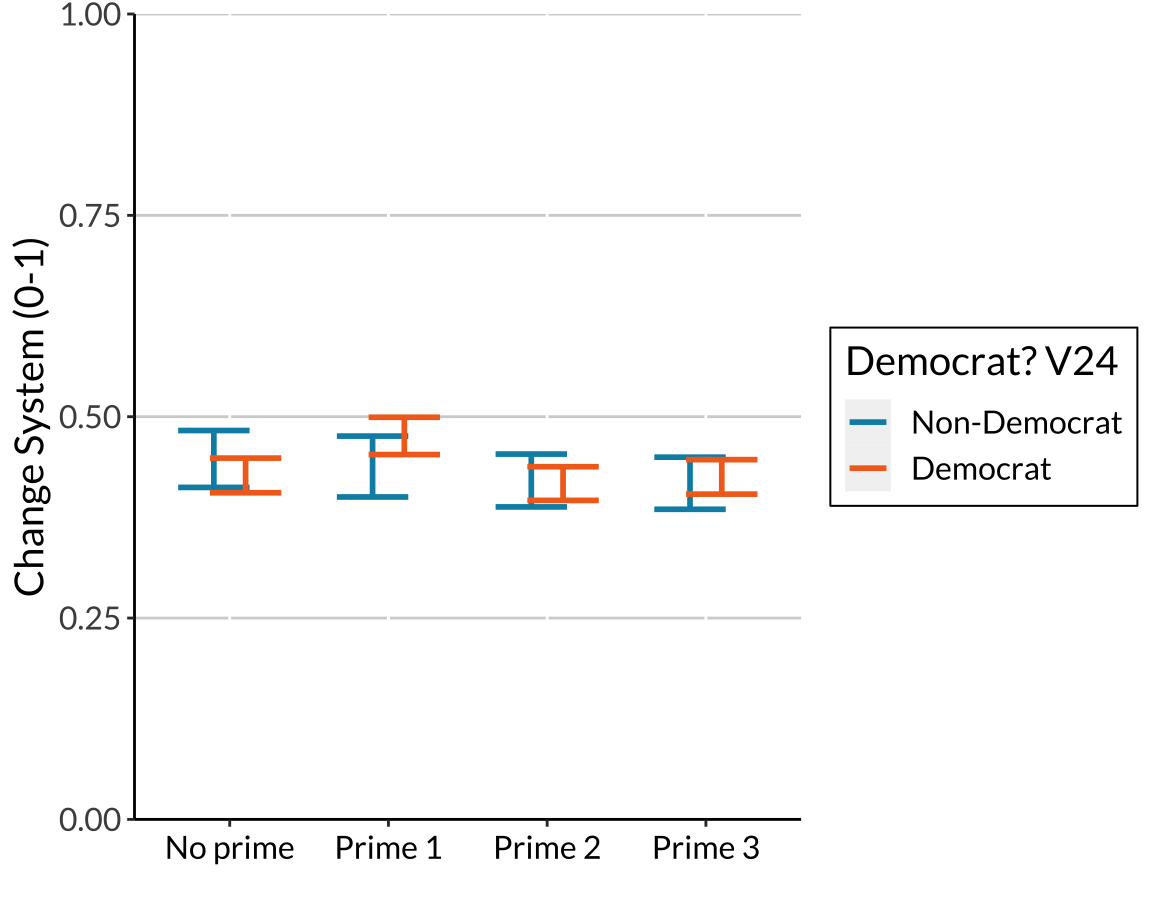 1.00
0.75
0.50
0.25
0.00
Change System (0-1)
No prime
Prime 1
Prime 2
Prime 3
Democrat? V24
Non-Democrat
Democrat